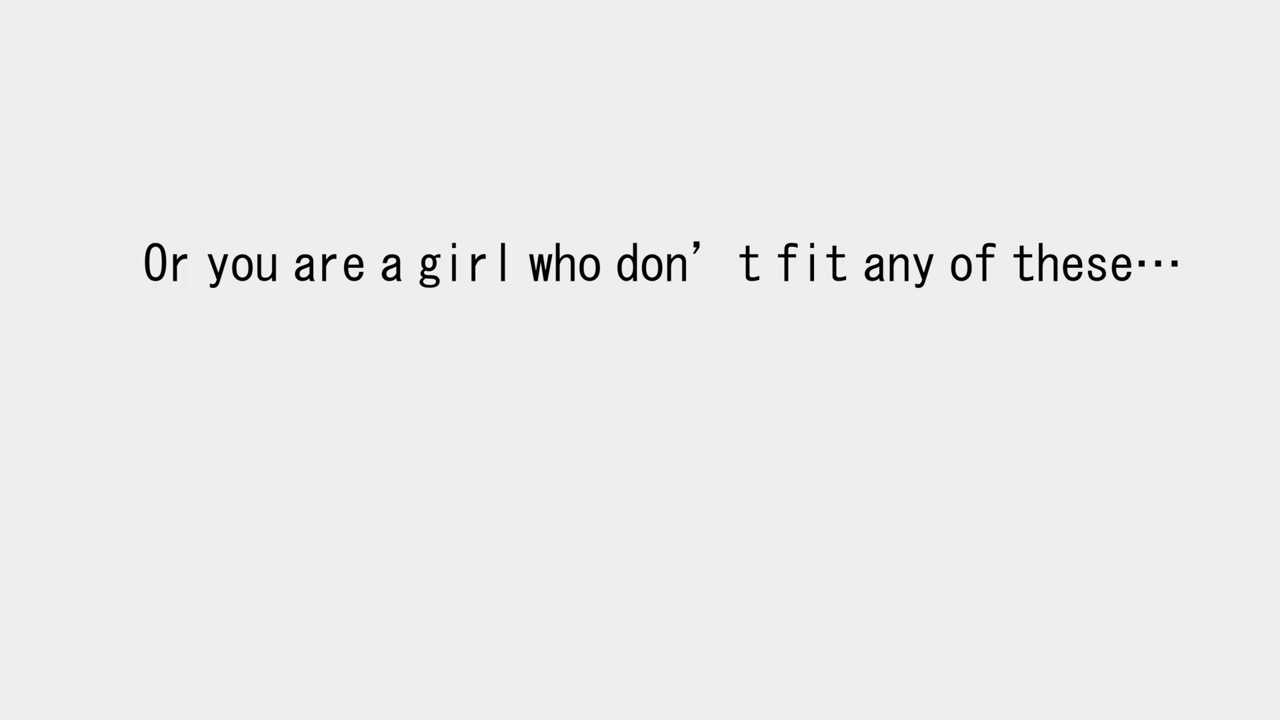 Or you are a girl who don’t fit any of these…